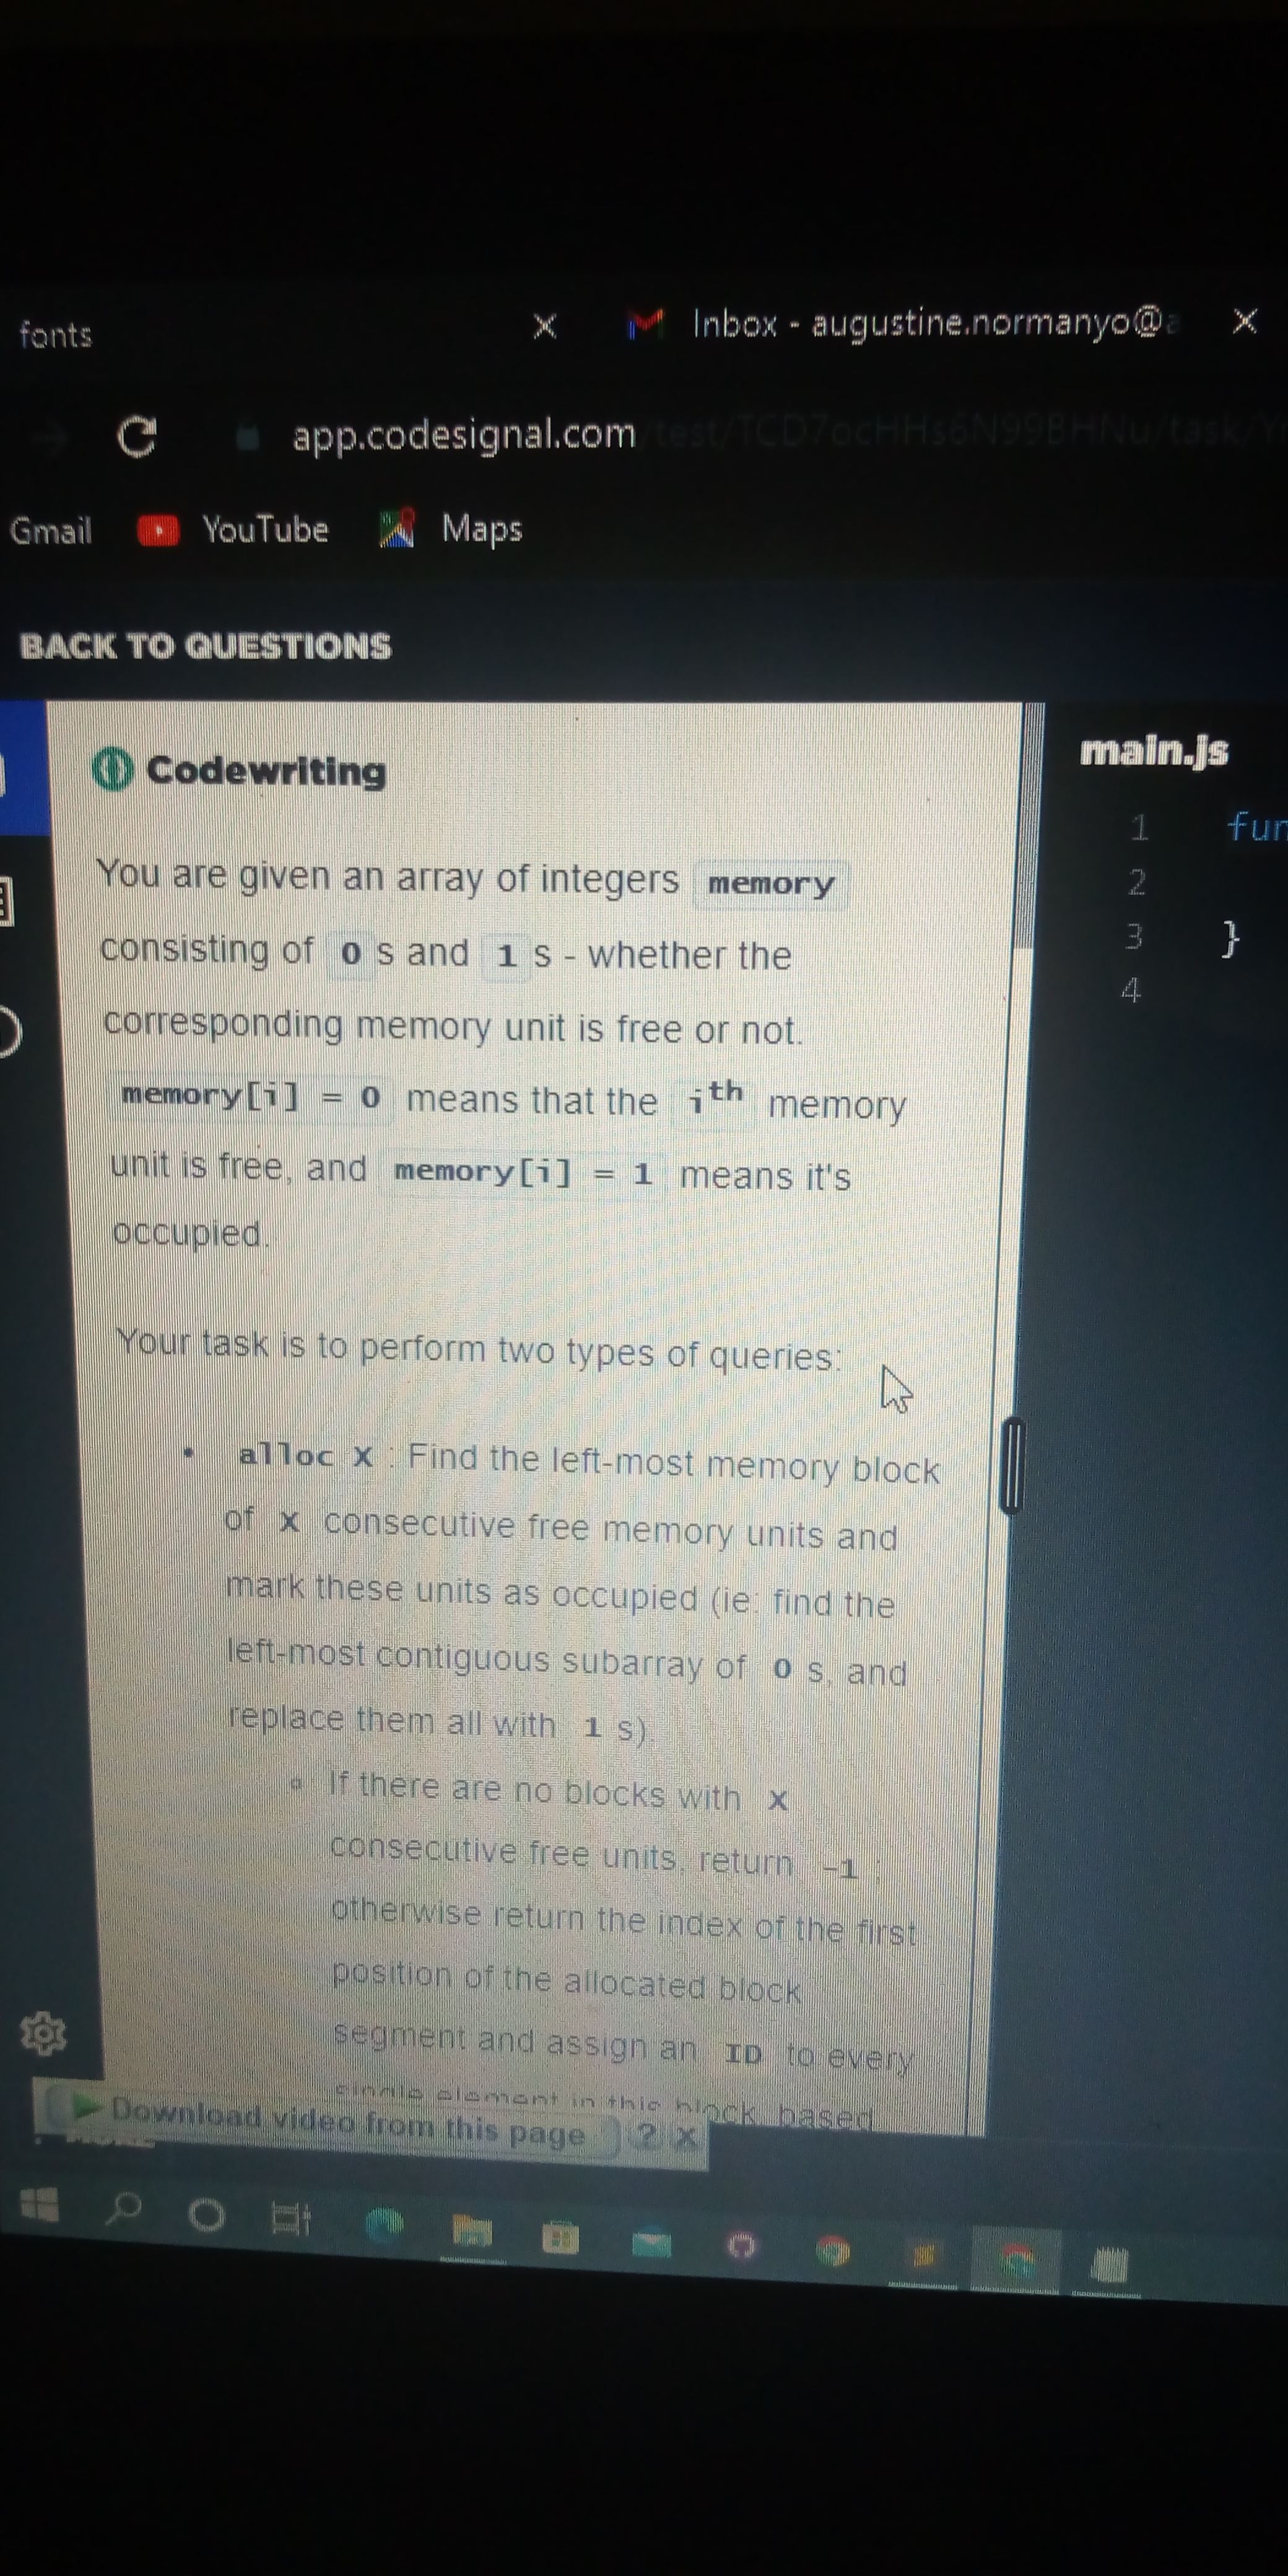 fonts
Inbox - augustine.normanyo@
app.codesignal.com/test/
Gmail YouTube Maps
BACK TO QUESTIONS
Codewriting
main.js
1 fun
2
3 }
4
You are given an array of integers memory
consisting of 0 s and 1 s - whether the
corresponding memory unit is free or not.
memory[i] = 0 means that the ith memory
unit is free, and memory[i] = 1 means it's
occupied.
Your task is to perform two types of queries:
• alloc X : Find the left-most memory block
of x consecutive free memory units and
mark these units as occupied (ie: find the
left-most contiguous subarray of 0 s, and
replace them all with 1 s).
If there are no blocks with x
consecutive free units, return -1 ;
otherwise return the index of the first
position of the allocated block
segment and assign an ID to every
single element in this block, based
Download video from this page ? X